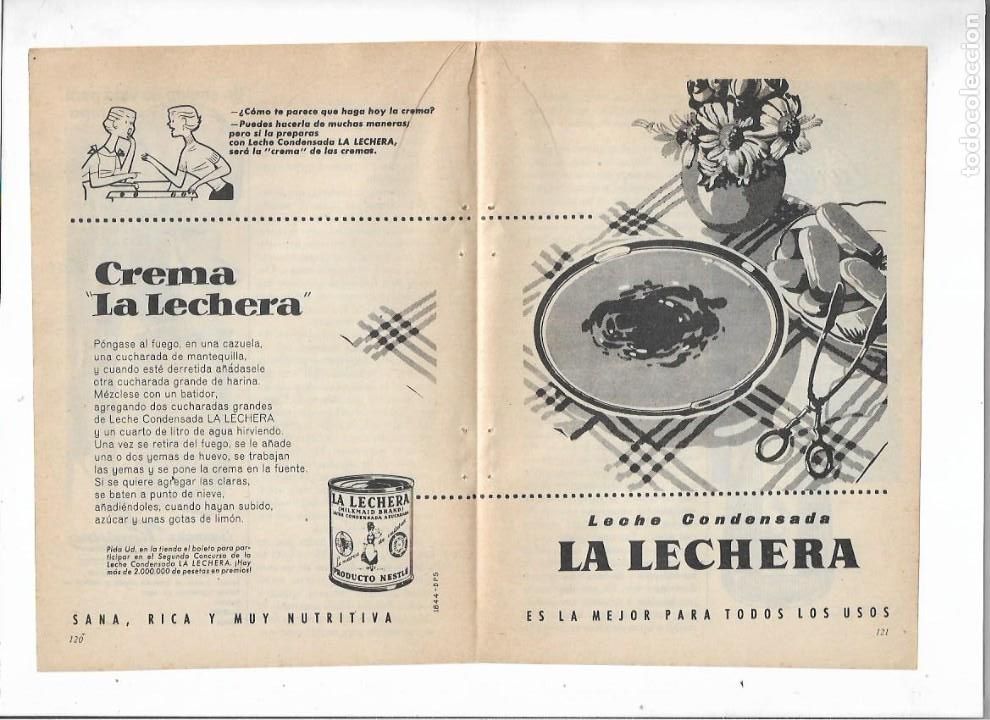 —¿Cómo te parece que haga hoy la crema?
—Puedes hacerla de muchas maneras;
pero si la preparas
con Leche Condensada LA LECHERA,
será la "crema" de las cremas.
Crema
"La Lechera"
Póngase al fuego, en una cazuela,
una cucharada de mantequilla,
y cuando esté derretida añádasele
otra cucharada grande de harina.
Mézclese con un batidor,
agregando dos cucharadas grandes
de Leche Condensada LA LECHERA
y un cuarto de litro de agua hirviendo.
Una vez se retira del fuego, se le añade
una o dos yemas de huevo, se trabajan
las yemas y se pone la crema en la fuente.
Si se quiere agregar las claras,
se baten a punto de nieve,
añadiéndoles, cuando hayan subido,
azúcar y unas gotas de limón.
Pida Ud. en la tienda el boleto para par-
ticipar en el Segundo Concurso de la
Leche Condensada LA LECHERA. ¡Hay
más de 2.000.000 de pesetas en premios!
LA LECHERA
(MILKMAID BRAND)
LECHE CONDENSADA AZUCARADA
PRODUCTO NESTLÉ
1844-DPS
SANA, RICA Y MUY NUTRITIVA
120
Leche Condensada
LA LECHERA
ES LA MEJOR PARA TODOS LOS USOS
121
todocoleccion